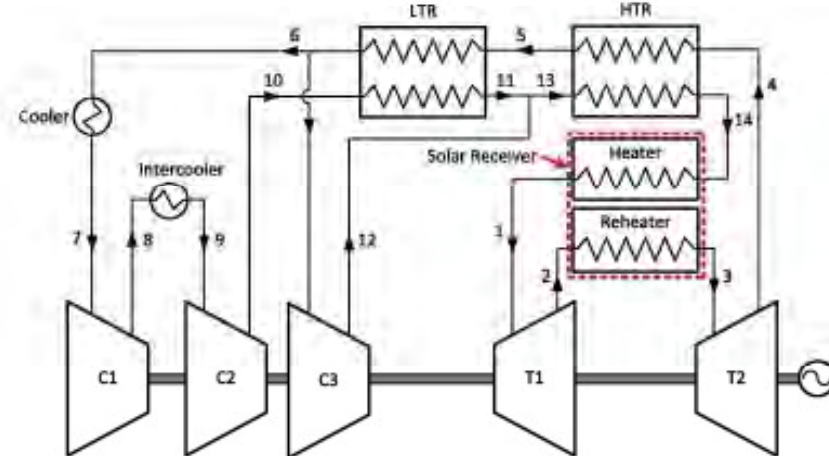 LTR
HTR
6
5
4
10
11
13
14
Cooler
Solar Receiver
Heater
Intercooler
Reheater
7
8
9
12
1
2
3
C1
C2
C3
T1
T2